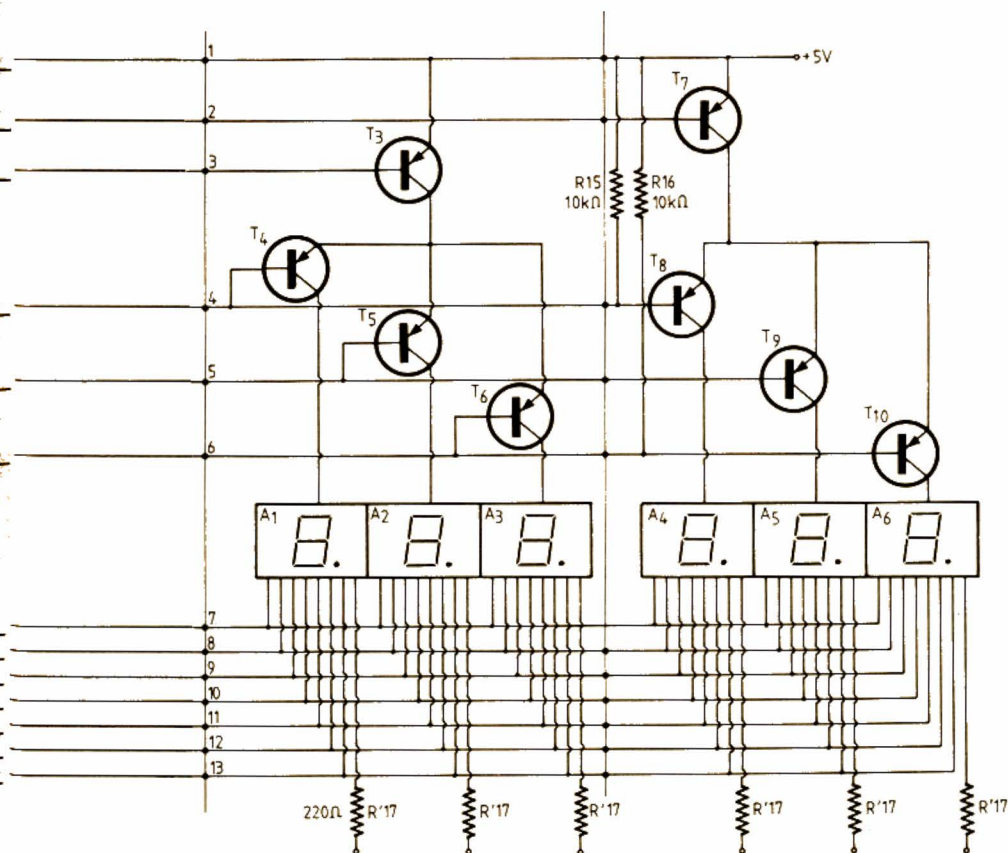 1
+5V
T7
2
T3
3
R15
10kΩ
R16
10kΩ
T4
T8
4
T5
T9
5
T6
T10
6
A1 A2 A3 A4 A5 A6
7
8
9
10
11
12
13
220Ω R'17 R'17 R'17 R'17 R'17 R'17